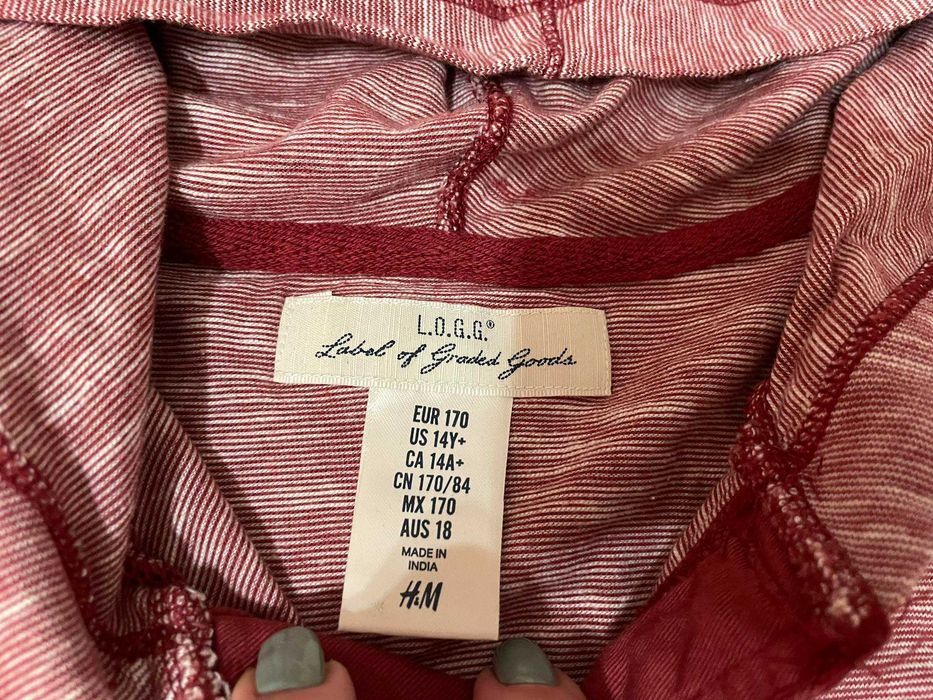 L.O.G.G.®
Label of Graded Goods
EUR 170
US 14Y+
CA 14A+
CN 170/84
MX 170
AUS 18
MADE IN
INDIA
H&M